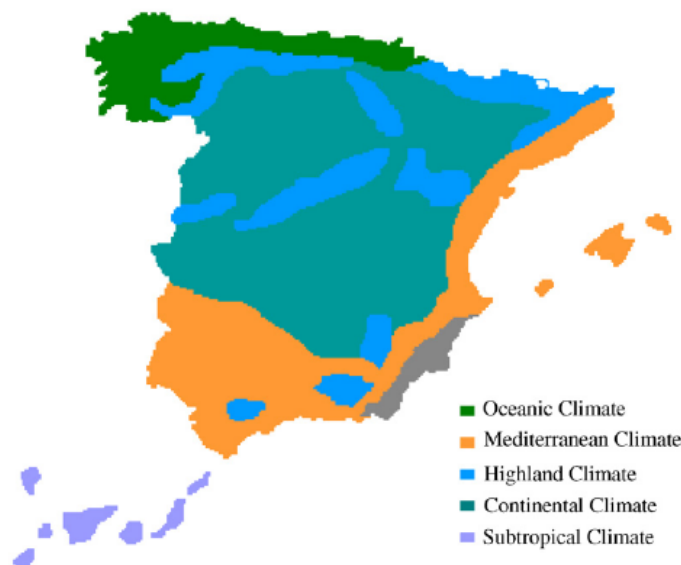 Oceanic Climate
Mediterranean Climate
Highland Climate
Continental Climate
Subtropical Climate